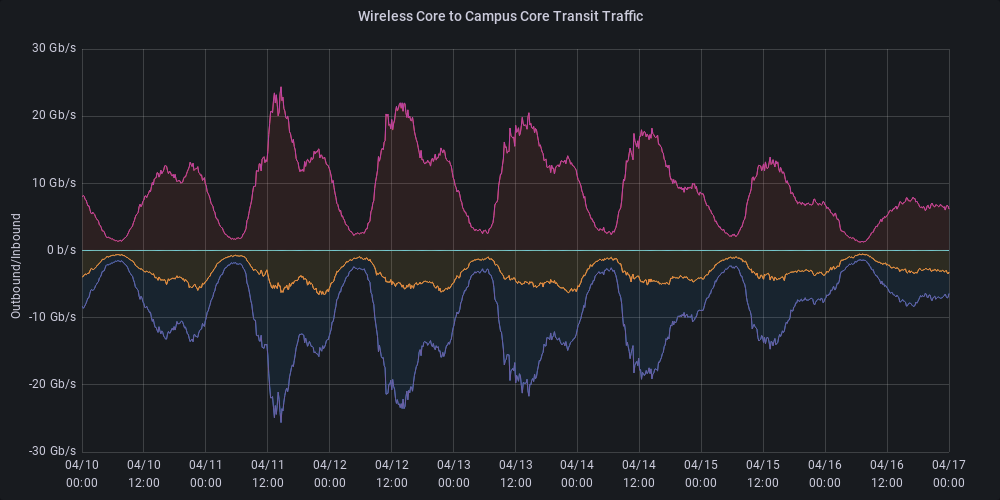 Wireless Core to Campus Core Transit Traffic
30 Gb/s
20 Gb/s
10 Gb/s
0 b/s
-10 Gb/s
-20 Gb/s
-30 Gb/s
Outbound/Inbound
04/10 04/10 04/11 04/11 04/12 04/12 04/13 04/13 04/14 04/14 04/15 04/15 04/16 04/16 04/17
00:00 12:00 00:00 12:00 00:00 12:00 00:00 12:00 00:00 12:00 00:00 12:00 00:00 12:00 00:00